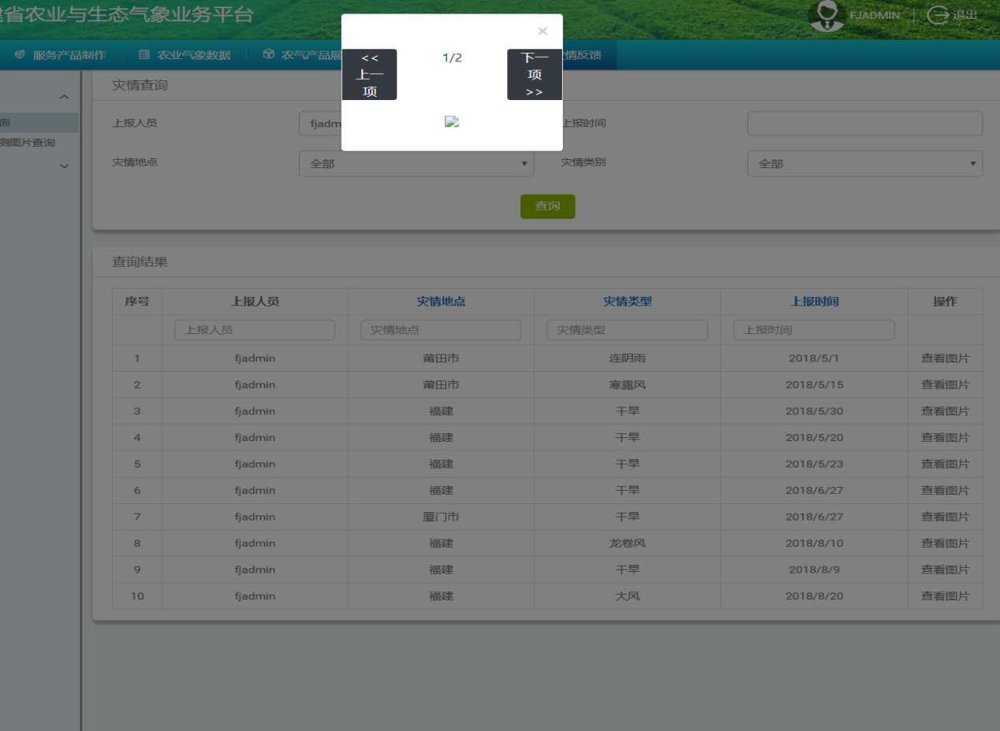 省农业与生态气象业务平台
FJADMIN
退出
服务产品制作
农业气象数据
农气产品展
情反馈
×
<<
上一
项
1/2
下一
项
>>
询
测图片查询
灾情查询
上报人员
fjadm
上报时间
灾情地点
全部
灾情类别
全部
查询
查询结果
序号 上报人员 灾情地点 灾情类型 上报时间 操作
上报人员 灾情地点 灾情类型 上报时间
1 fjadmin 莆田市 连阴雨 2018/5/1 查看图片
2 fjadmin 莆田市 寒露风 2018/5/15 查看图片
3 fjadmin 福建 干旱 2018/5/30 查看图片
4 fjadmin 福建 干旱 2018/5/20 查看图片
5 fjadmin 福建 干旱 2018/5/23 查看图片
6 fjadmin 福建 干旱 2018/6/27 查看图片
7 fjadmin 厦门市 干旱 2018/6/27 查看图片
8 fjadmin 福建 龙卷风 2018/8/10 查看图片
9 fjadmin 福建 干旱 2018/8/9 查看图片
10 fjadmin 福建 大风 2018/8/20 查看图片